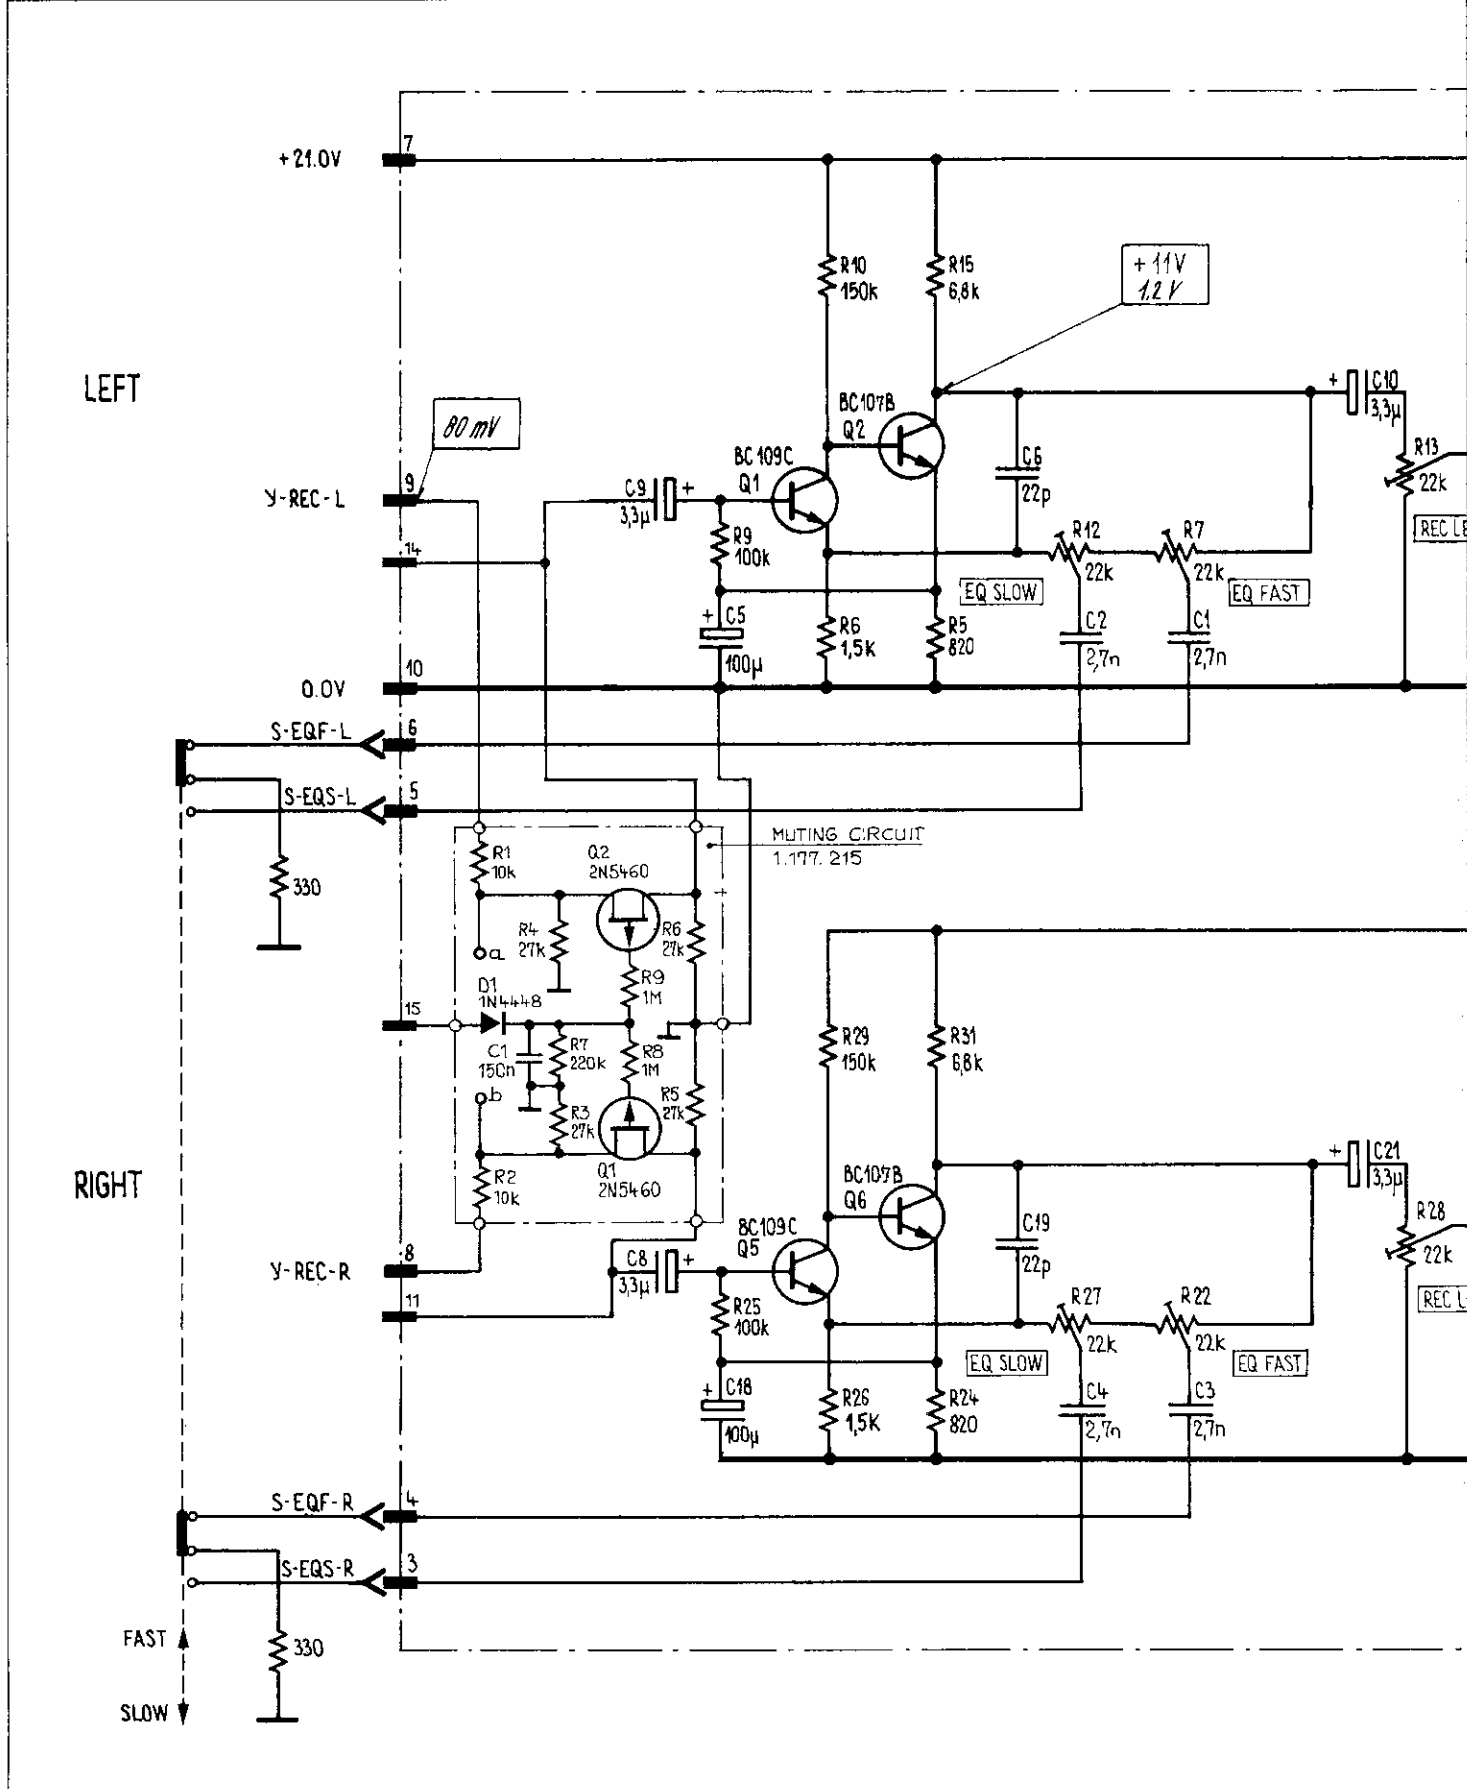 7
+21.0V
R10
150k
R15
6,8k
+11V
1,2V
LEFT
80 mV
BC107B
Q2
+ C10
3,3µ
BC109C
Q1
C6
22p
R13
22k
9
Y-REC-L
C9 +
3,3µ
REC LE
14
R9
100k
R12
22k
R7
22k
EQ SLOW
EQ FAST
+ C5
100µ
R6
1,5K
R5
820
C2
2,7n
C1
2,7n
10
0.0V
6
S-EQF-L
5
S-EQS-L
330
MUTING CIRCUIT
1.177.215
R1
10k
Q2
2N5460
R4
27k
R6
27k
a
R9
1M
D1
1N4448
15
C1
150n
R7
220k
R8
1M
b
R3
27k
R5
27k
R2
10k
Q1
2N5460
R29
150k
R31
6,8k
RIGHT
BC107B
Q6
+ C21
3,3µ
BC109C
Q5
C19
22p
R28
22k
8
Y-REC-R
C8 +
3,3µ
REC L
11
R25
100k
R27
22k
R22
22k
EQ SLOW
EQ FAST
+ C18
100µ
R26
1,5K
R24
820
C4
2,7n
C3
2,7n
4
S-EQF-R
3
S-EQS-R
FAST
330
SLOW